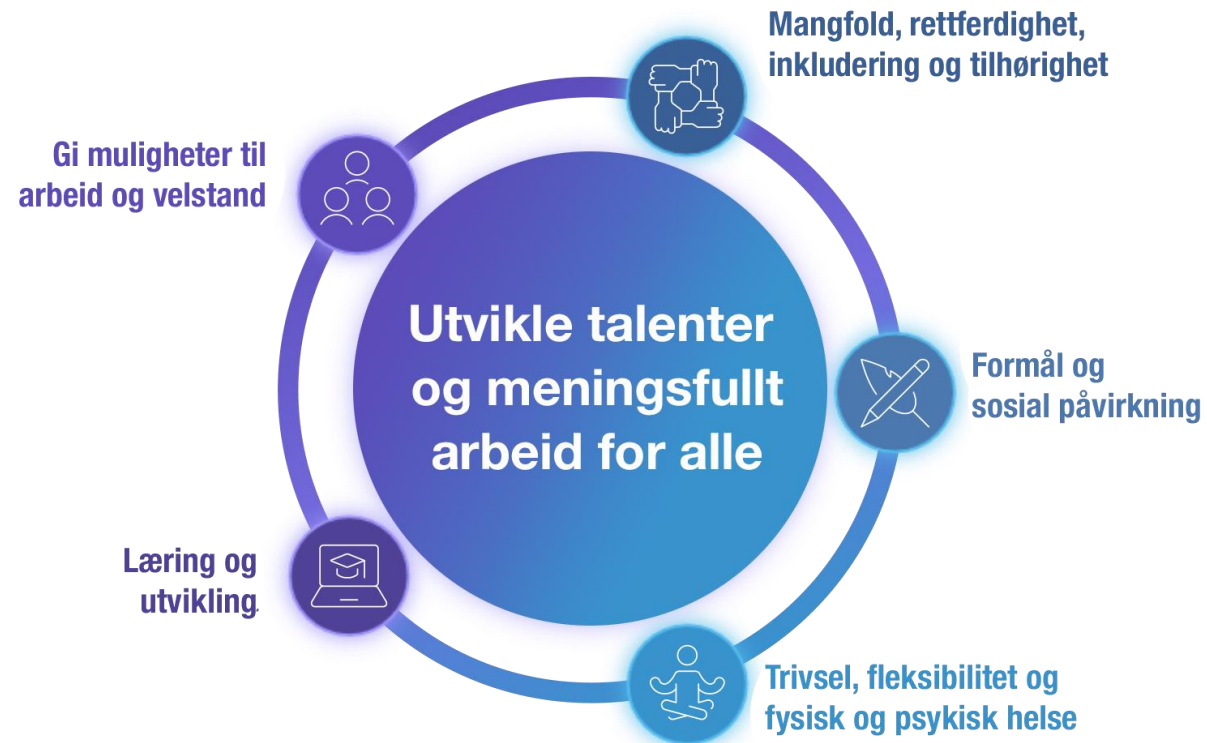 Mangfold, rettferdighet,
inkludering og tilhørighet
Gi muligheter til
arbeid og velstand
Utvikle talenter
og meningsfullt
arbeid for alle
Formål og
sosial påvirkning
Læring og
utvikling.
Trivsel, fleksibilitet og
fysisk og psykisk helse